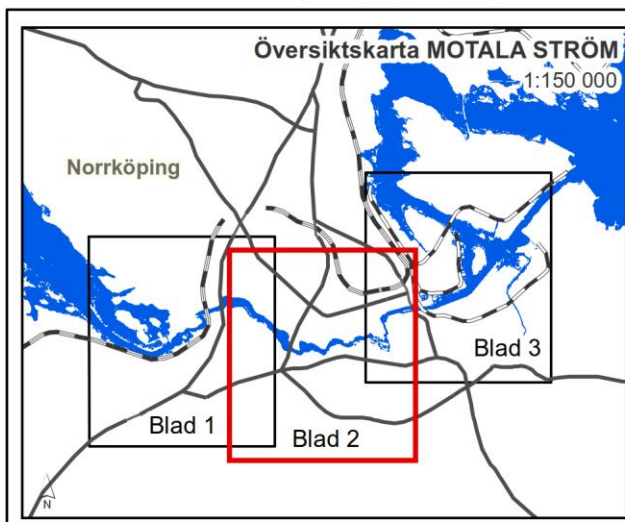 Översiktskarta MOTALA STRÖM
1:150 000
Norrköping
Blad 3
Blad 1
Blad 2
N